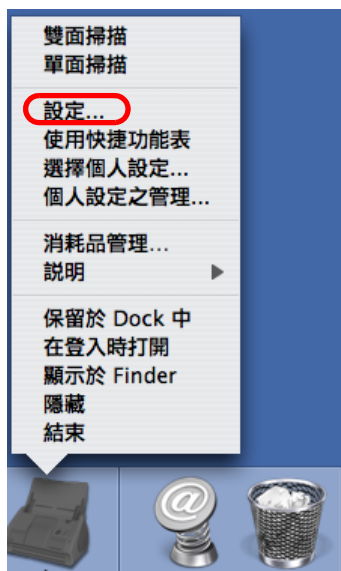 雙面掃描
單面掃描
設定...
使用快捷功能表
選擇個人設定...
個人設定之管理...
消耗品管理...
說明
保留於 Dock 中
在登入時打開
顯示於 Finder
隱藏
結束
@